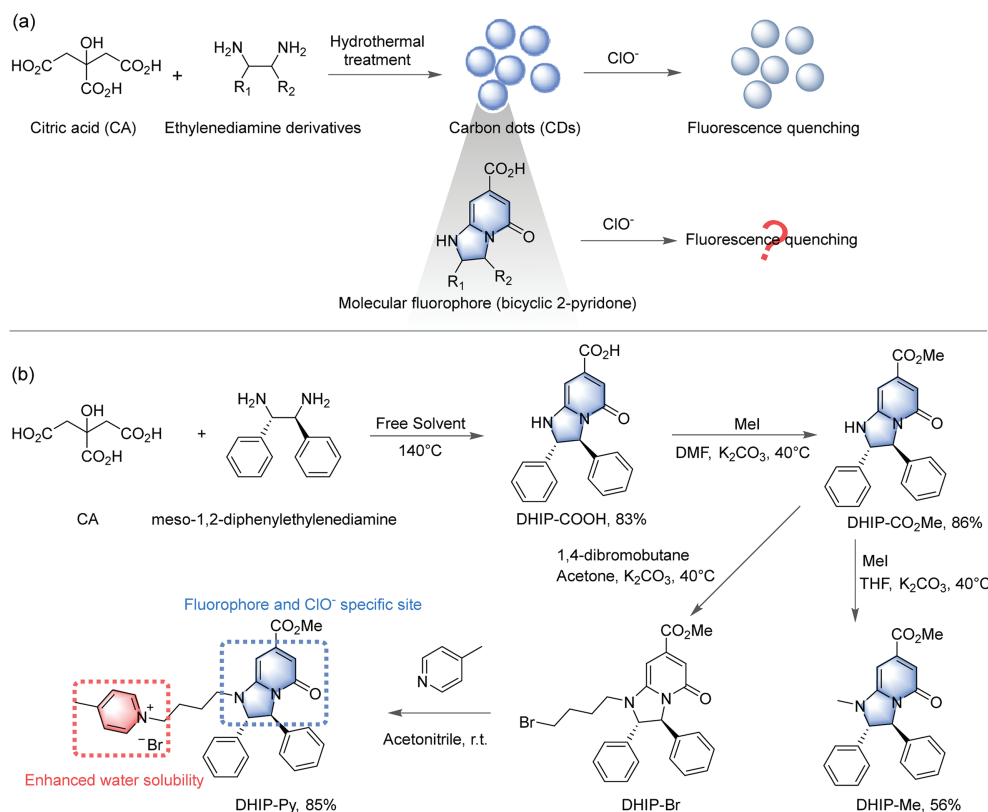 (a)
HO₂C
OH
CO₂H
CO₂H
+
H₂N
NH₂
R₁
R₂
Hydrothermal
treatment
ClO⁻
Citric acid (CA)
Ethylenediamine derivatives
Carbon dots (CDs)
Fluorescence quenching
CO₂H
HN
N
O
R₁
R₂
ClO⁻
Fluorescence quenching
?
Molecular fluorophore (bicyclic 2-pyridone)
(b)
HO₂C
OH
CO₂H
CO₂H
+
H₂N
NH₂
Free Solvent
140°C
CO₂H
HN
N
O
MeI
DMF, K₂CO₃, 40°C
CO₂Me
HN
N
O
CA
meso-1,2-diphenylethylenediamine
DHIP-COOH, 83%
DHIP-CO₂Me, 86%
1,4-dibromobutane
Acetone, K₂CO₃, 40°C
MeI
THF, K₂CO₃, 40°C
Fluorophore and ClO⁻ specific site
CO₂Me
N
N
O
N
+
⁻Br
Enhanced water solubility
DHIP-Py, 85%
N
Acetonitrile, r.t.
CO₂Me
N
N
O
Br
DHIP-Br
CO₂Me
N
N
O
DHIP-Me, 56%